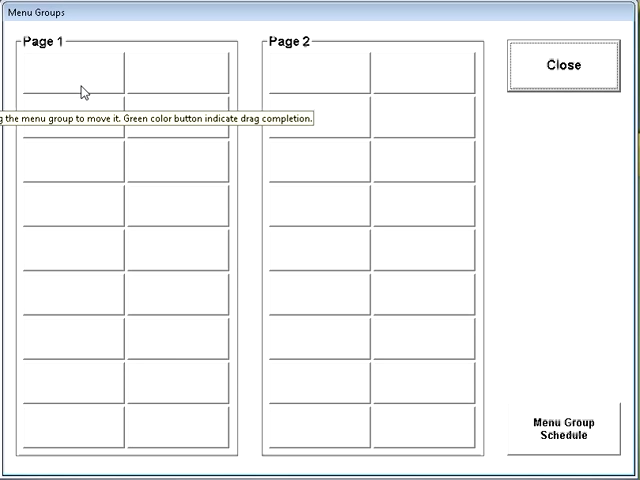 Menu Groups
Page 1
Page 2
Close
g the menu group to move it. Green color button indicate drag completion.
Menu Group
Schedule